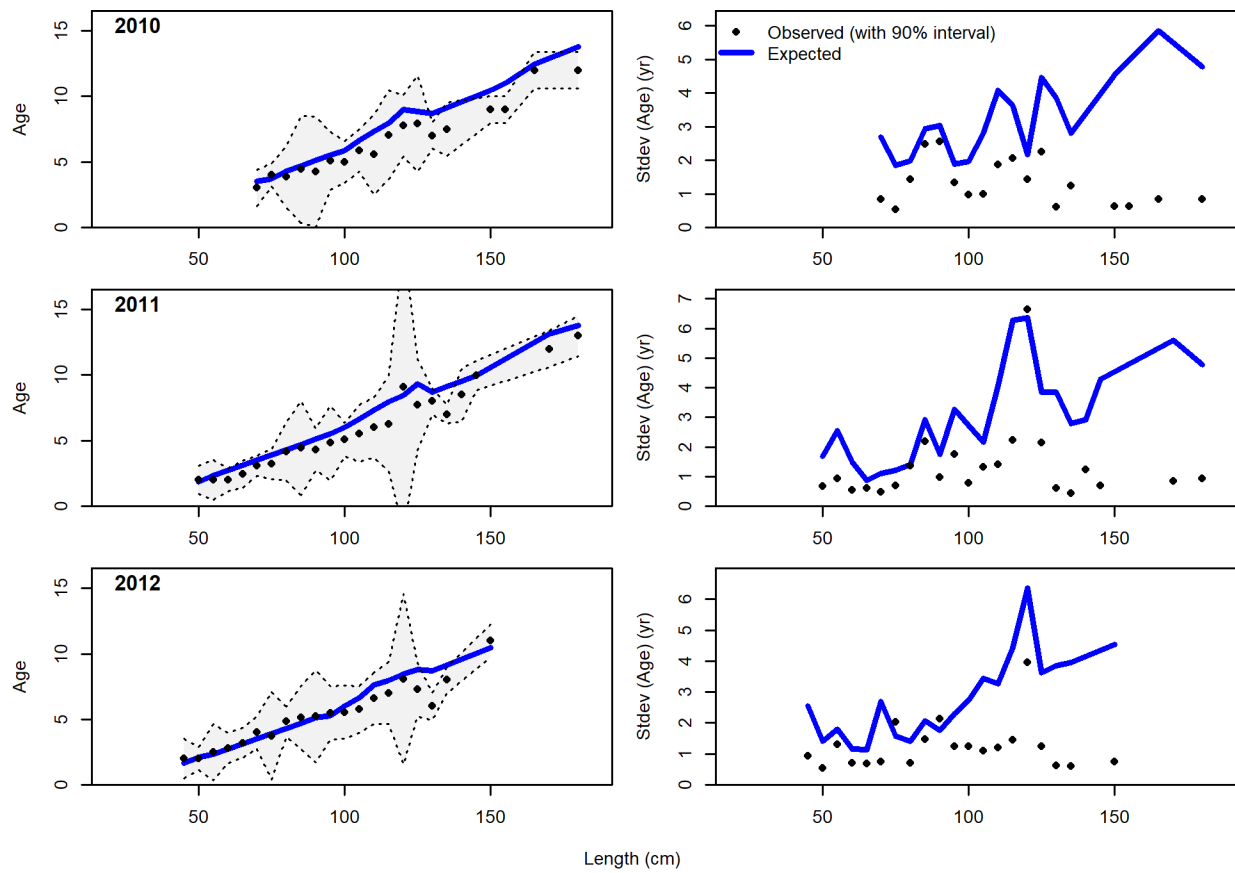 2010
Age
0 5 10 15
50 100 150
Observed (with 90% interval)
Expected
Stdev (Age) (yr)
0 1 2 3 4 5 6
50 100 150
2011
Age
0 5 10 15
50 100 150
Stdev (Age) (yr)
0 1 2 3 4 5 6 7
50 100 150
2012
Age
0 5 10 15
50 100 150
Stdev (Age) (yr)
0 1 2 3 4 5 6
50 100 150
Length (cm)